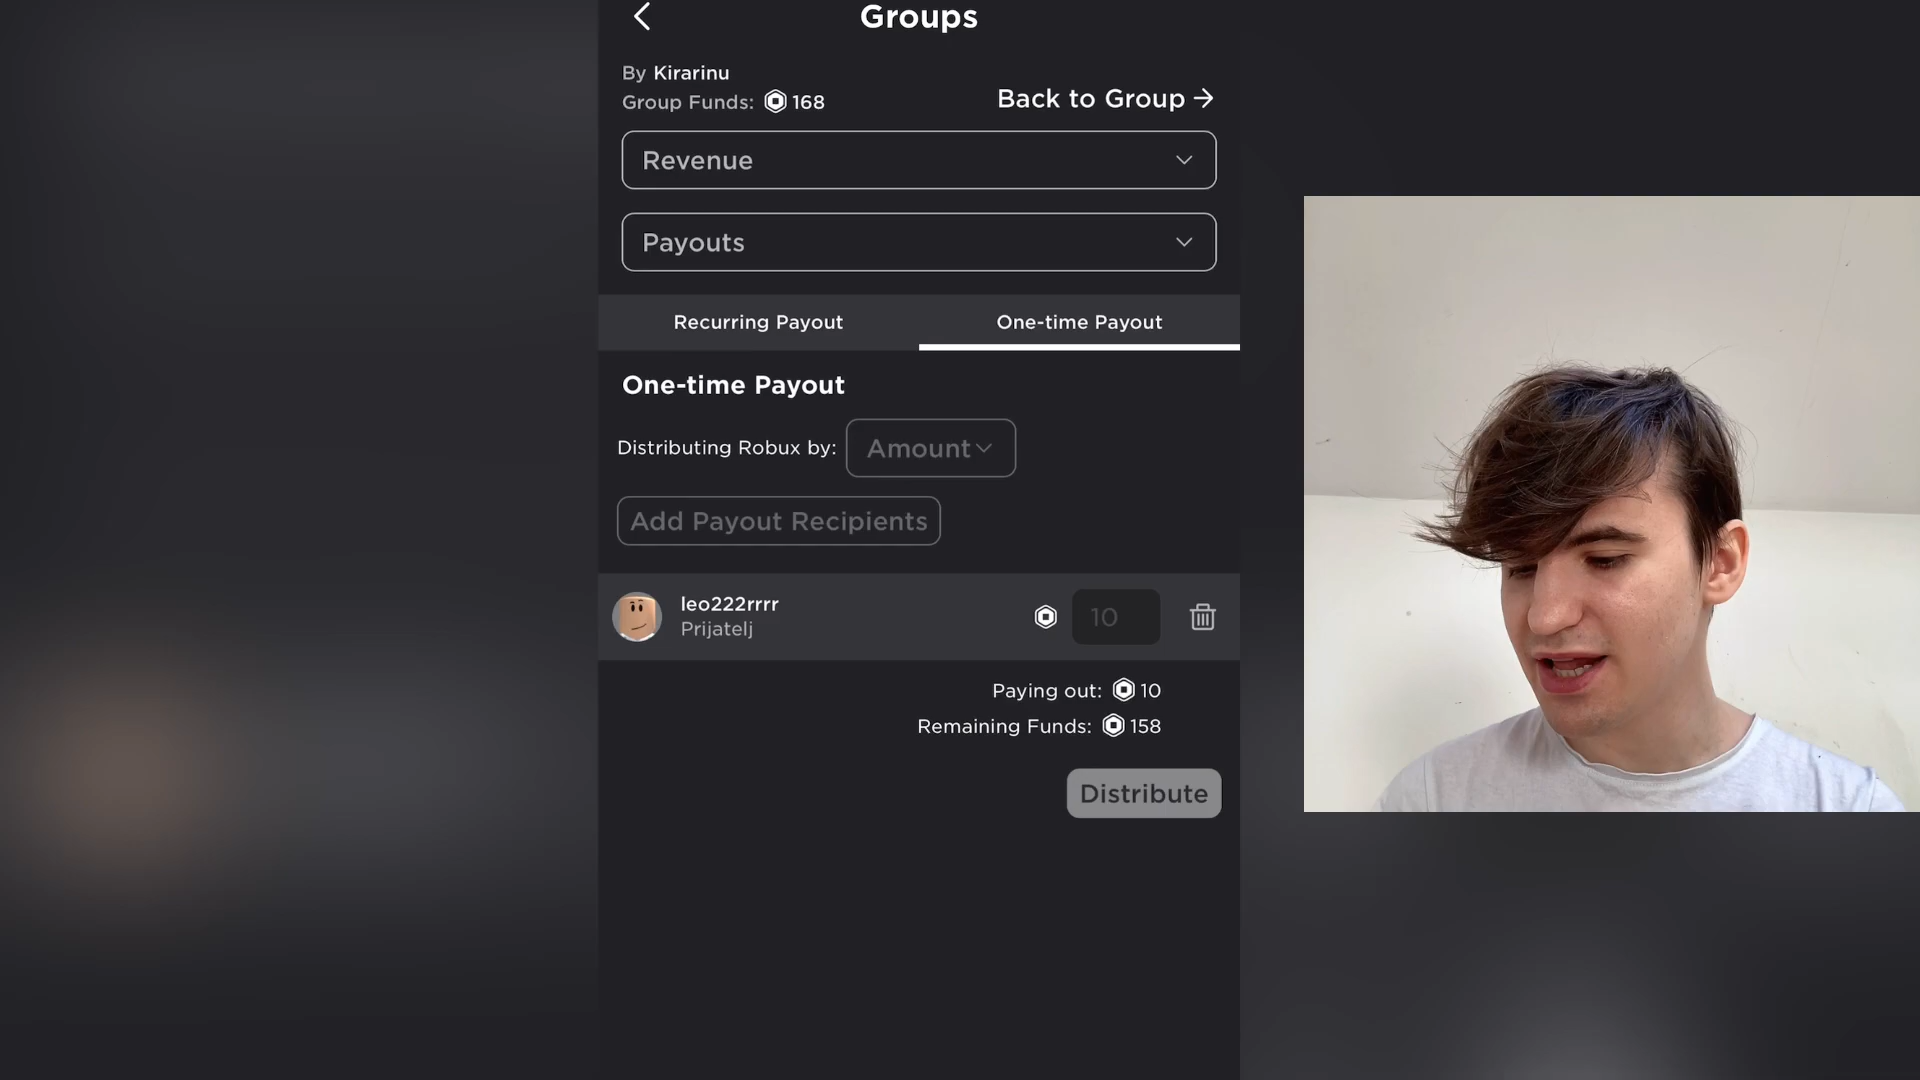 Groups
By Kirarinu
Group Funds: 168
Back to Group
Revenue
Payouts
Recurring Payout
One-time Payout
One-time Payout
Distributing Robux by: Amount
Add Payout Recipients
leo222rrrr
Prijatelj
10
Paying out: 10
Remaining Funds: 158
Distribute